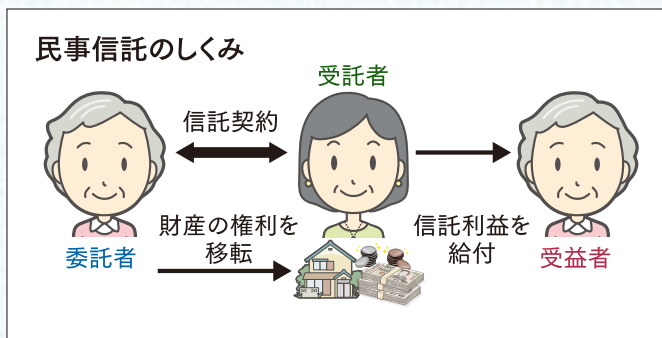 民事信託のしくみ
受託者
信託契約
財産の権利を
移転
信託利益を
給付
委託者
受益者